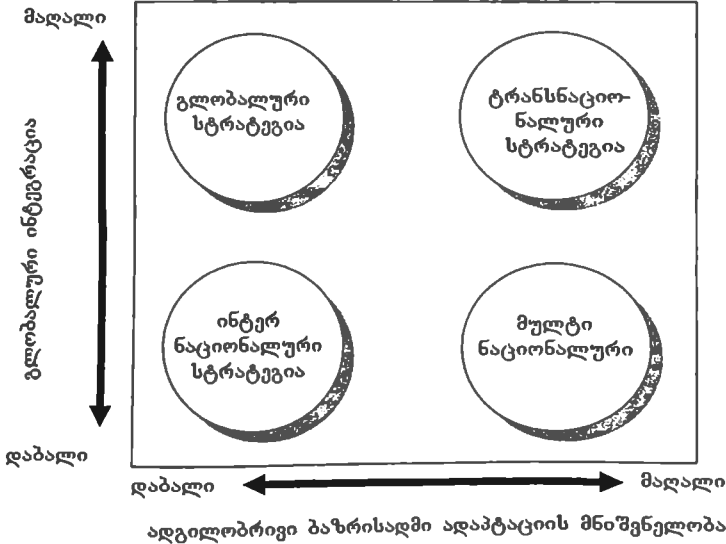 მაღალი
გლობალური
სტრატეგია
ტრანსნაციო-
ნალური
სტრატეგია
გლობალური ინტეგრაცია
ინტერ
ნაციონალური
სტრატეგია
მულტი
ნაციონალური
დაბალი
დაბალი
მაღალი
ადგილობრივი ბაზრისადმი ადაპტაციის მნიშვნელობა